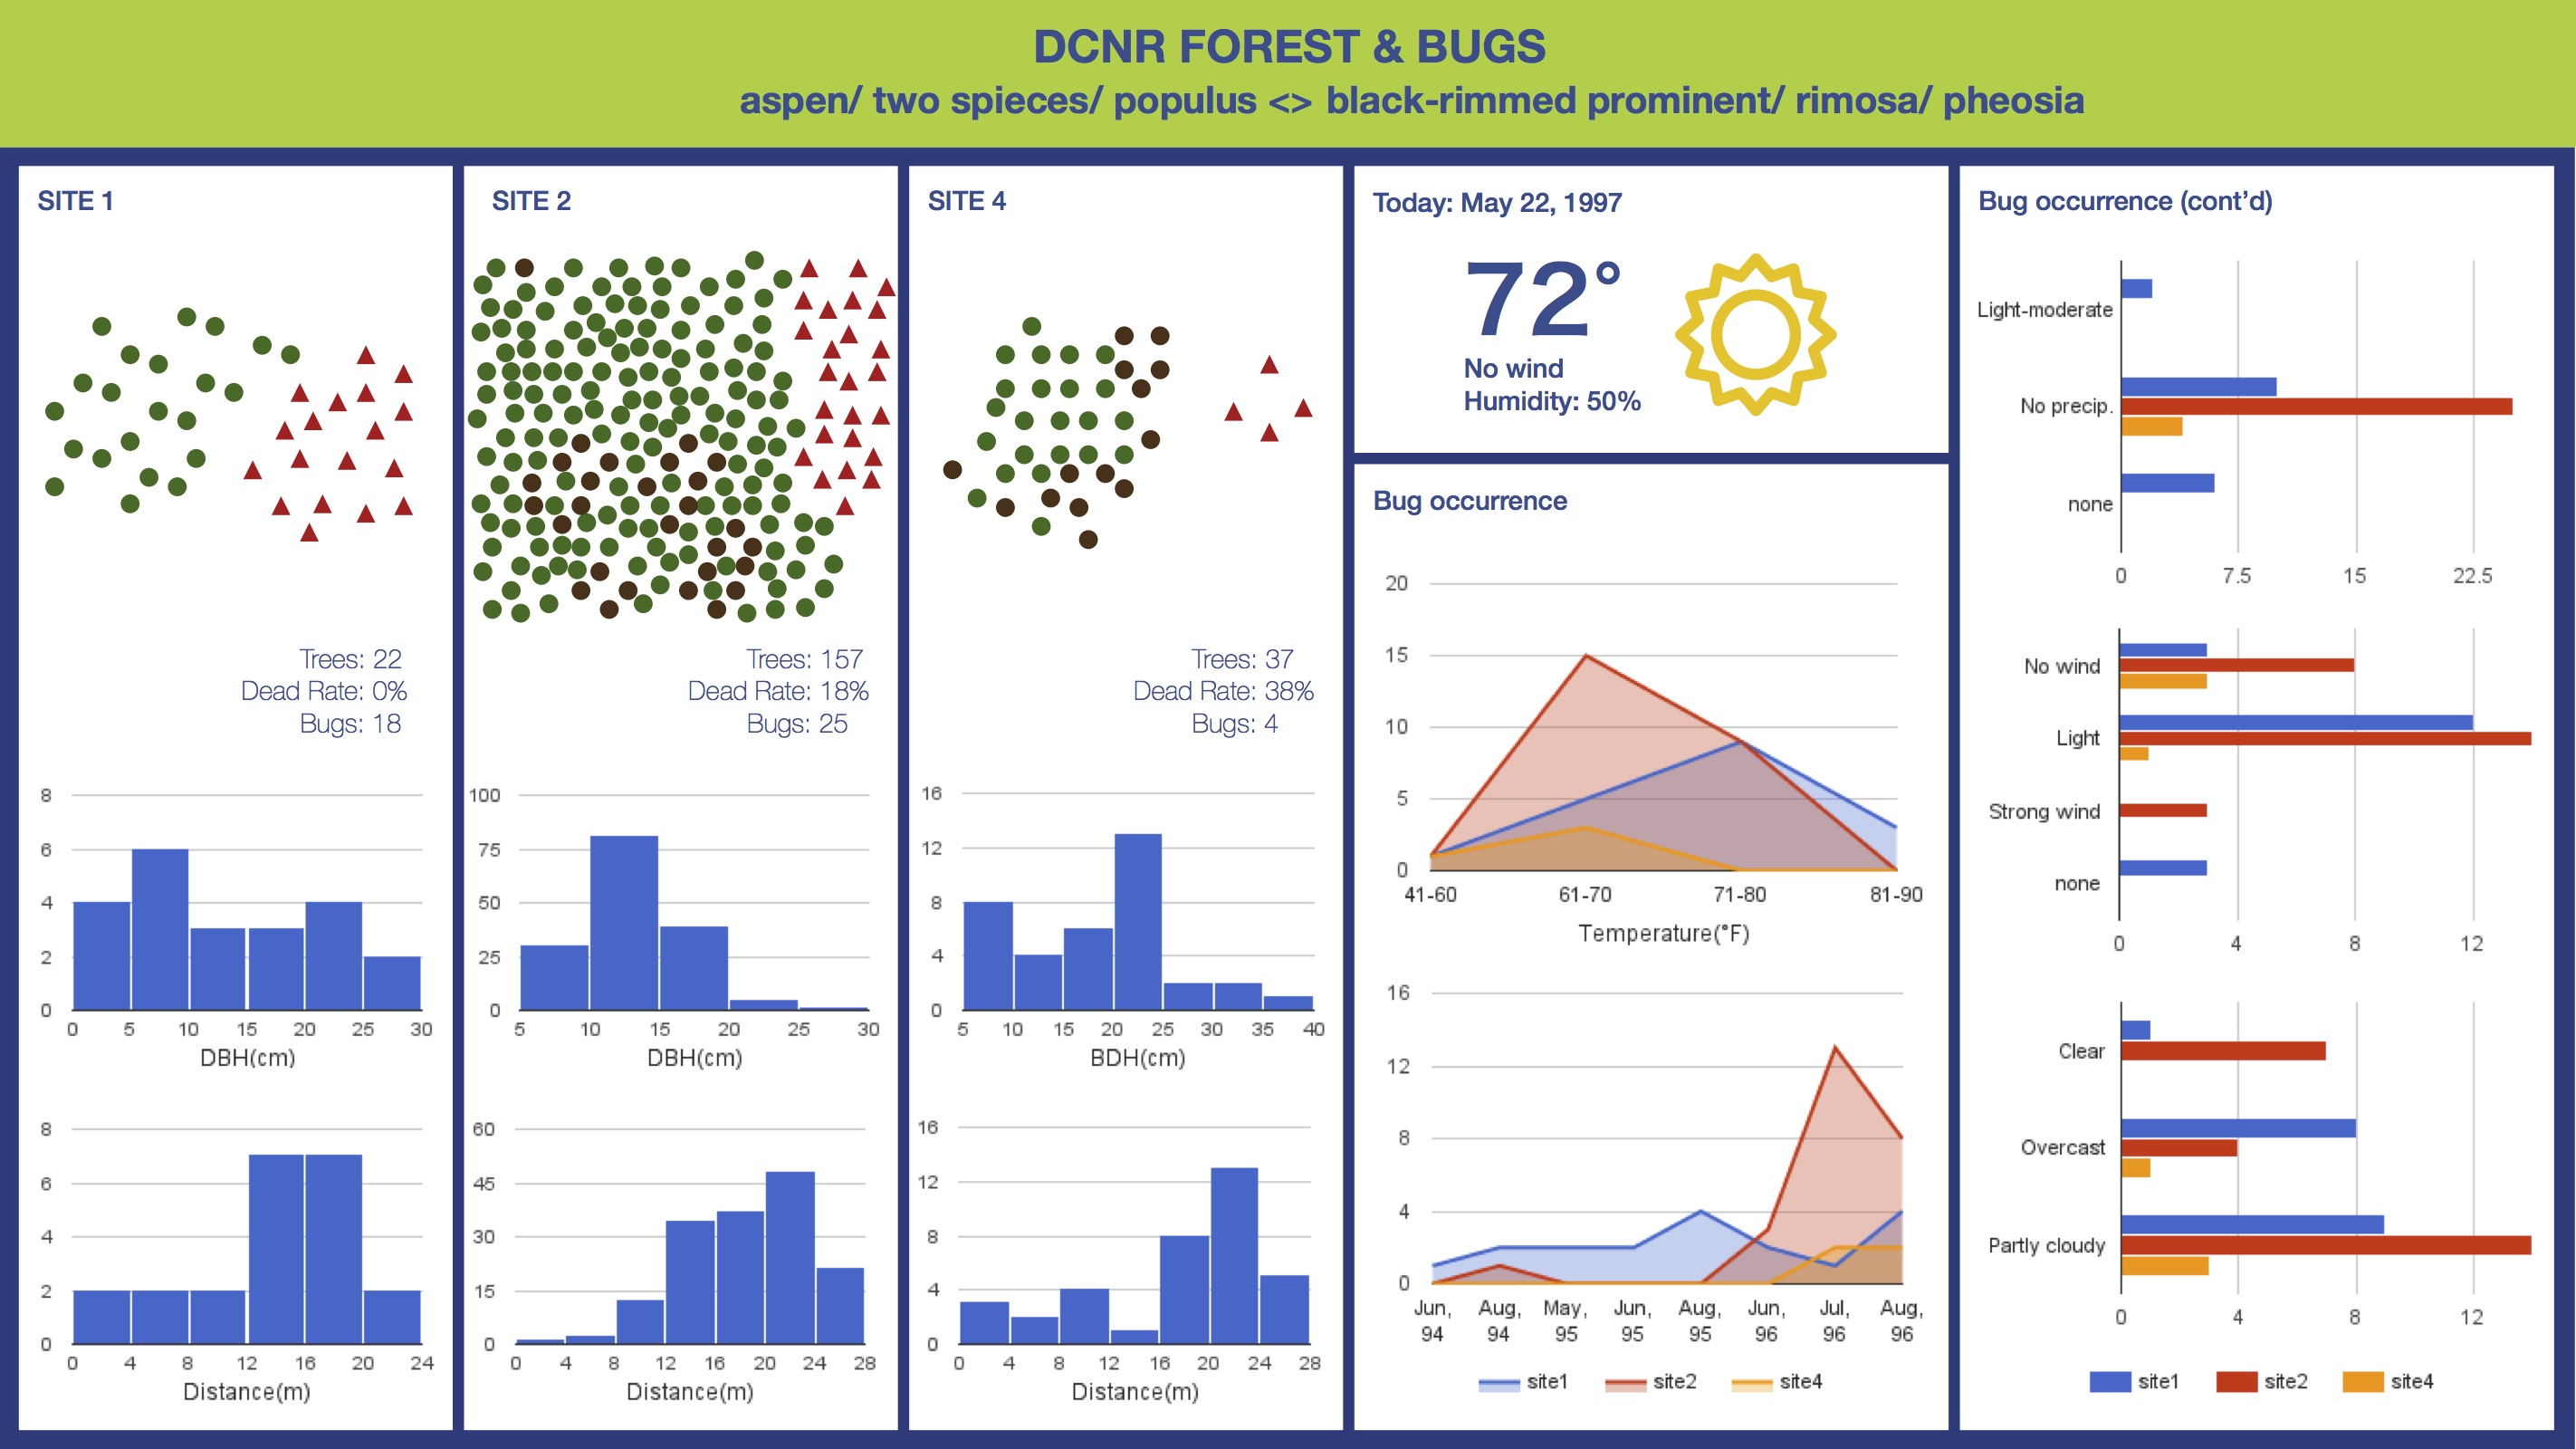 DCNR FOREST & BUGS
aspen/ two spieces/ populus <> black-rimmed prominent/ rimosa/ pheosia
SITE 1
Trees: 22
Dead Rate: 0%
Bugs: 18
8
6
4
2
0
0 5 10 15 20 25 30
DBH(cm)
8
6
4
2
0
0 4 8 12 16 20 24
Distance(m)
SITE 2
Trees: 157
Dead Rate: 18%
Bugs: 25
100
75
50
25
0
5 10 15 20 25 30
DBH(cm)
60
45
30
15
0
0 4 8 12 16 20 24 28
Distance(m)
SITE 4
Trees: 37
Dead Rate: 38%
Bugs: 4
16
12
8
4
0
5 10 15 20 25 30 35 40
BDH(cm)
16
12
8
4
0
0 4 8 12 16 20 24 28
Distance(m)
Today: May 22, 1997
72°
No wind
Humidity: 50%
Bug occurrence
20
15
10
5
0
41-60 61-70 71-80 81-90
Temperature(°F)
16
12
8
4
0
Jun, Aug, May, Jun, Aug, Jun, Jul, Aug,
94 94 95 95 95 96 96 96
site1 site2 site4
Bug occurrence (cont’d)
Light-moderate
No precip.
none
0 7.5 15 22.5
No wind
Light
Strong wind
none
0 4 8 12
Clear
Overcast
Partly cloudy
0 4 8 12
site1 site2 site4